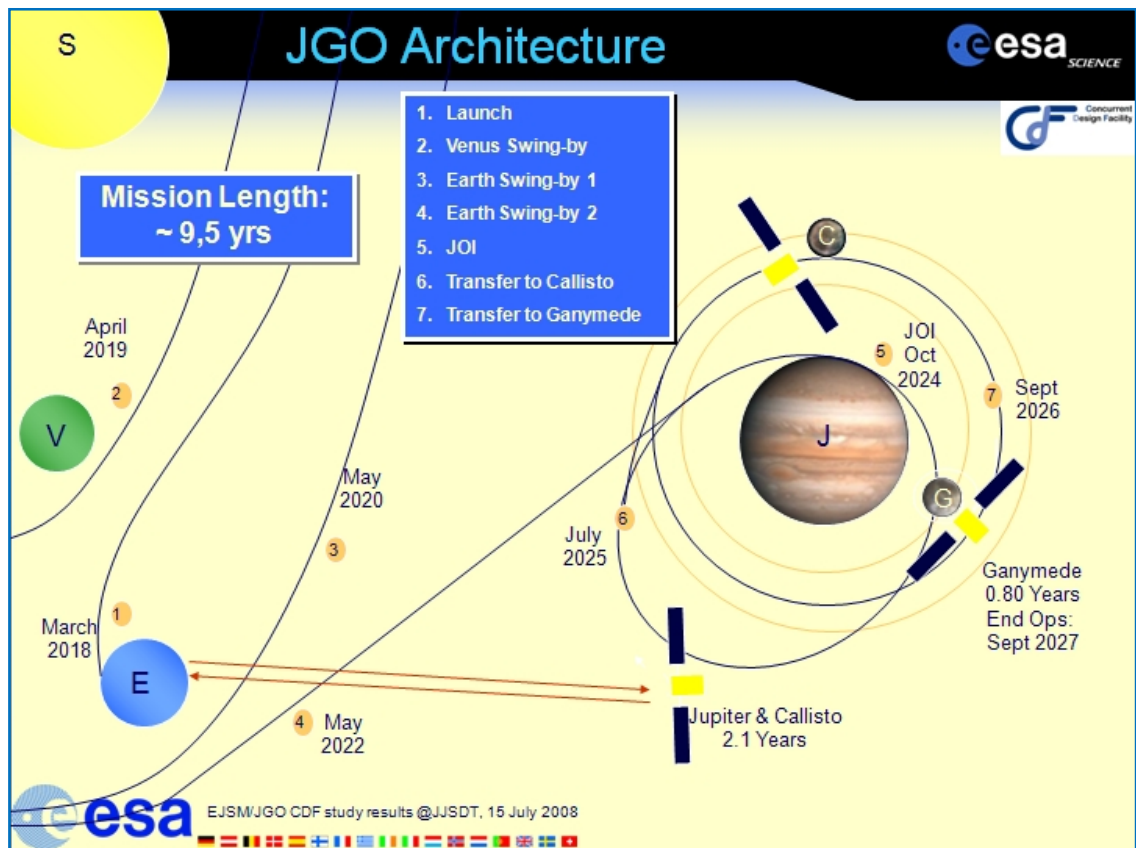 S
JGO Architecture
esa
SCIENCE
Concurrent
Design Facility
CDF
1. Launch
2. Venus Swing-by
3. Earth Swing-by 1
4. Earth Swing-by 2
5. JOI
6. Transfer to Callisto
7. Transfer to Ganymede
Mission Length:
~ 9,5 yrs
C
April
2019
2
V
5
JOI
Oct
2024
7
Sept
2026
J
G
May
2020
3
6
July
2025
Ganymede
0.80 Years
End Ops:
Sept 2027
1
March
2018
E
4
May
2022
Jupiter & Callisto
2.1 Years
esa
EJSM/JGO CDF study results @JJSDT, 15 July 2008